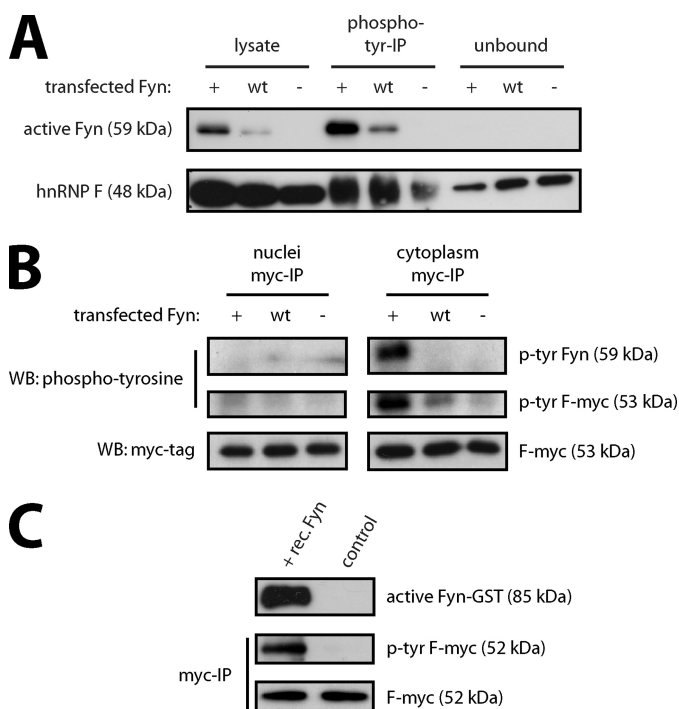 A
lysate
phospho-
tyr-IP
unbound
transfected Fyn: + wt - + wt - + wt -
active Fyn (59 kDa)
hnRNP F (48 kDa)
B
nuclei
myc-IP
cytoplasm
myc-IP
transfected Fyn: + wt - + wt -
WB: phospho-tyrosine
p-tyr Fyn (59 kDa)
p-tyr F-myc (53 kDa)
WB: myc-tag
F-myc (53 kDa)
C
+ rec. Fyn
control
active Fyn-GST (85 kDa)
myc-IP
p-tyr F-myc (52 kDa)
F-myc (52 kDa)